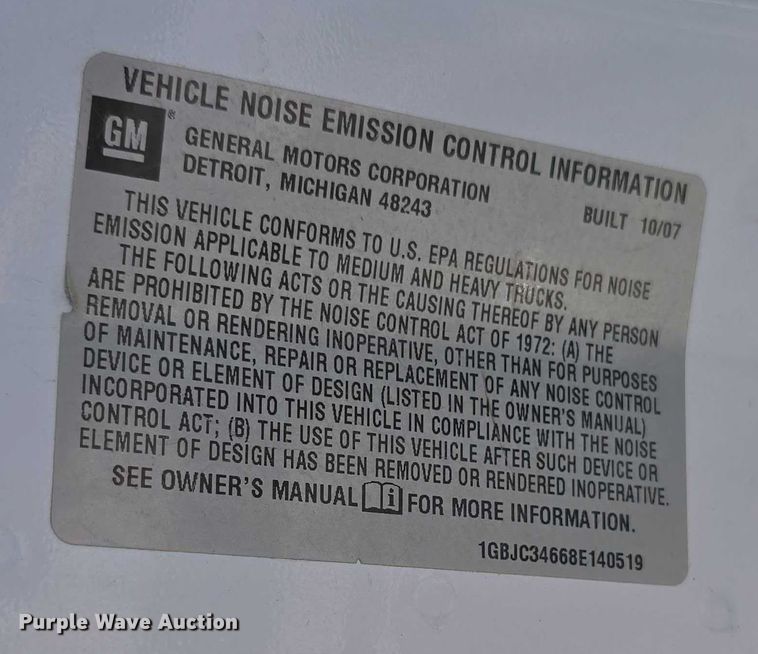 VEHICLE NOISE EMISSION CONTROL INFORMATION
GM®
GENERAL MOTORS CORPORATION
DETROIT, MICHIGAN 48243
BUILT 10/07
THIS VEHICLE CONFORMS TO U.S. EPA REGULATIONS FOR NOISE
EMISSION APPLICABLE TO MEDIUM AND HEAVY TRUCKS.
THE FOLLOWING ACTS OR THE CAUSING THEREOF BY ANY PERSON
ARE PROHIBITED BY THE NOISE CONTROL ACT OF 1972: (A) THE
REMOVAL OR RENDERING INOPERATIVE, OTHER THAN FOR PURPOSES
OF MAINTENANCE, REPAIR OR REPLACEMENT OF ANY NOISE CONTROL
DEVICE OR ELEMENT OF DESIGN (LISTED IN THE OWNER'S MANUAL)
INCORPORATED INTO THIS VEHICLE IN COMPLIANCE WITH THE NOISE
CONTROL ACT; (B) THE USE OF THIS VEHICLE AFTER SUCH DEVICE OR
ELEMENT OF DESIGN HAS BEEN REMOVED OR RENDERED INOPERATIVE.
SEE OWNER'S MANUAL i FOR MORE INFORMATION.
1GBJC34668E140519
Purple Wave Auction